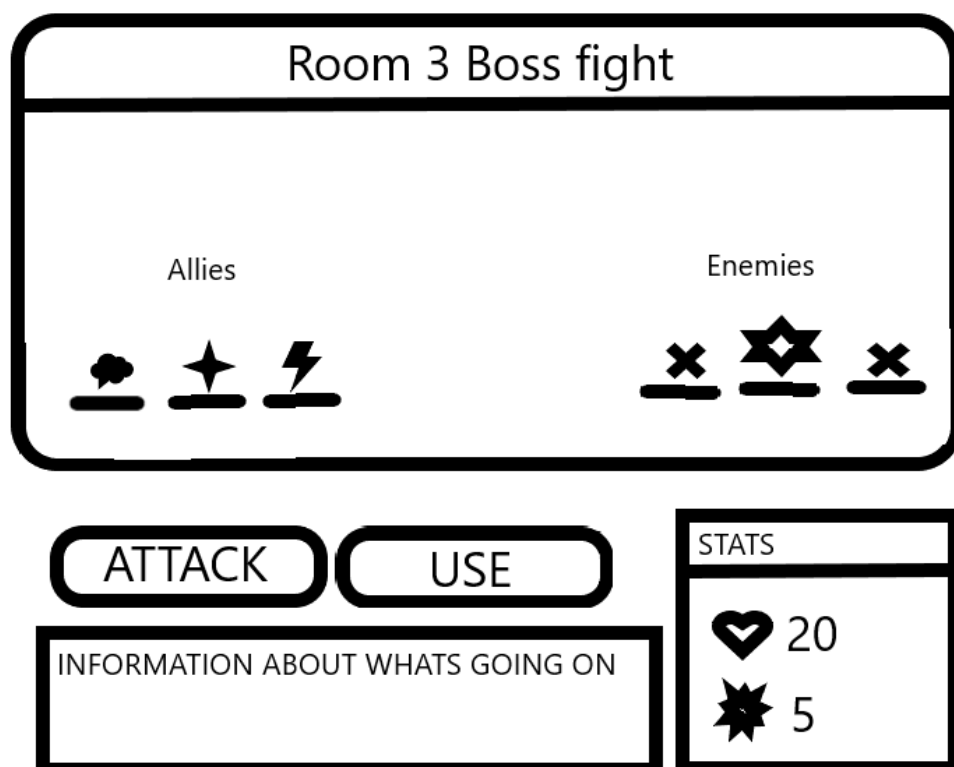 Room 3 Boss fight
Allies
Enemies
ATTACK
USE
STATS
20
5
INFORMATION ABOUT WHATS GOING ON